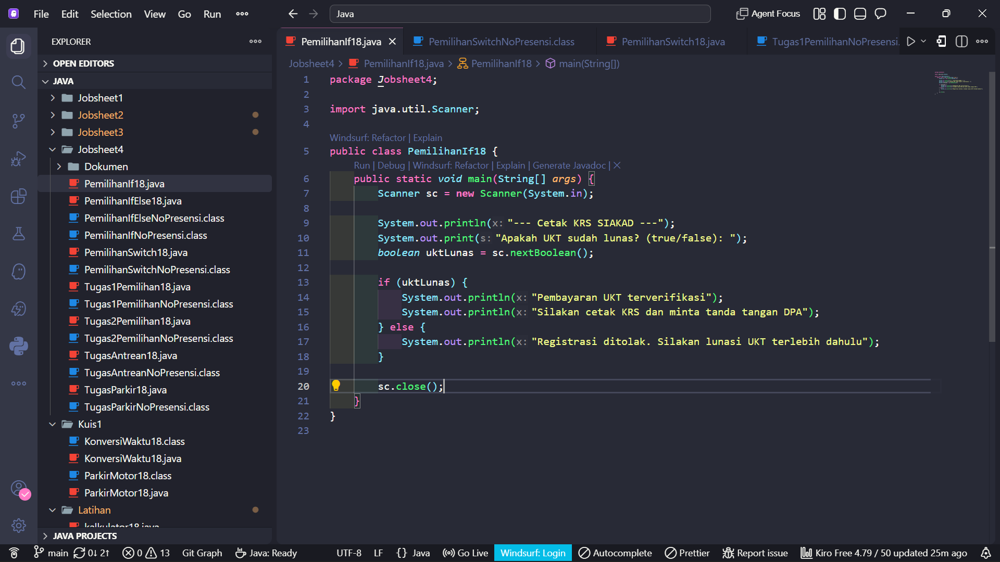 File Edit Selection View Go Run
Java
Agent Focus
EXPLORER
OPEN EDITORS
JAVA
Jobsheet1
Jobsheet2
Jobsheet3
Jobsheet4
Dokumen
PemilihanIf18.java
PemilihanIfElse18.java
PemilihanIfElseNoPresensi.class
PemilihanIfNoPresensi.class
PemilihanSwitch18.java
PemilihanSwitchNoPresensi.class
Tugas1Pemilihan18.java
Tugas1PemilihanNoPresensi.class
Tugas2Pemilihan18.java
Tugas2PemilihanNoPresensi.class
TugasAntrean18.java
TugasAntreanNoPresensi.class
TugasParkir18.java
TugasParkirNoPresensi.class
Kuis1
KonversiWaktu18.class
KonversiWaktu18.java
ParkirMotor18.class
ParkirMotor18.java
Latihan
kalkulator18.java
JAVA PROJECTS
PemilihanIf18.java PemilihanSwitchNoPresensi.class PemilihanSwitch18.java Tugas1PemilihanNoPresensi.
Jobsheet4 > PemilihanIf18.java > PemilihanIf18 > main(String[])
1 package Jobsheet4;
2
3 import java.util.Scanner;
4
Windsurf: Refactor | Explain
5 public class PemilihanIf18 {
Run | Debug | Windsurf: Refactor | Explain | Generate Javadoc | ✕
6 public static void main(String[] args) {
7 Scanner sc = new Scanner(System.in);
8
9 System.out.println(x: "--- Cetak KRS SIAKAD ---");
10 System.out.print(s: "Apakah UKT sudah lunas? (true/false): ");
11 boolean uktLunas = sc.nextBoolean();
12
13 if (uktLunas) {
14 System.out.println(x: "Pembayaran UKT terverifikasi");
15 System.out.println(x: "Silakan cetak KRS dan minta tanda tangan DPA");
16 } else {
17 System.out.println(x: "Registrasi ditolak. Silakan lunasi UKT terlebih dahulu");
18 }
19
20 sc.close();
21 }
22 }
23
main 0↓ 2↑ 0 13 Git Graph Java: Ready UTF-8 LF {} Java Go Live Windsurf: Login Autocomplete Prettier Report issue Kiro Free 4.79 / 50 updated 25m ago